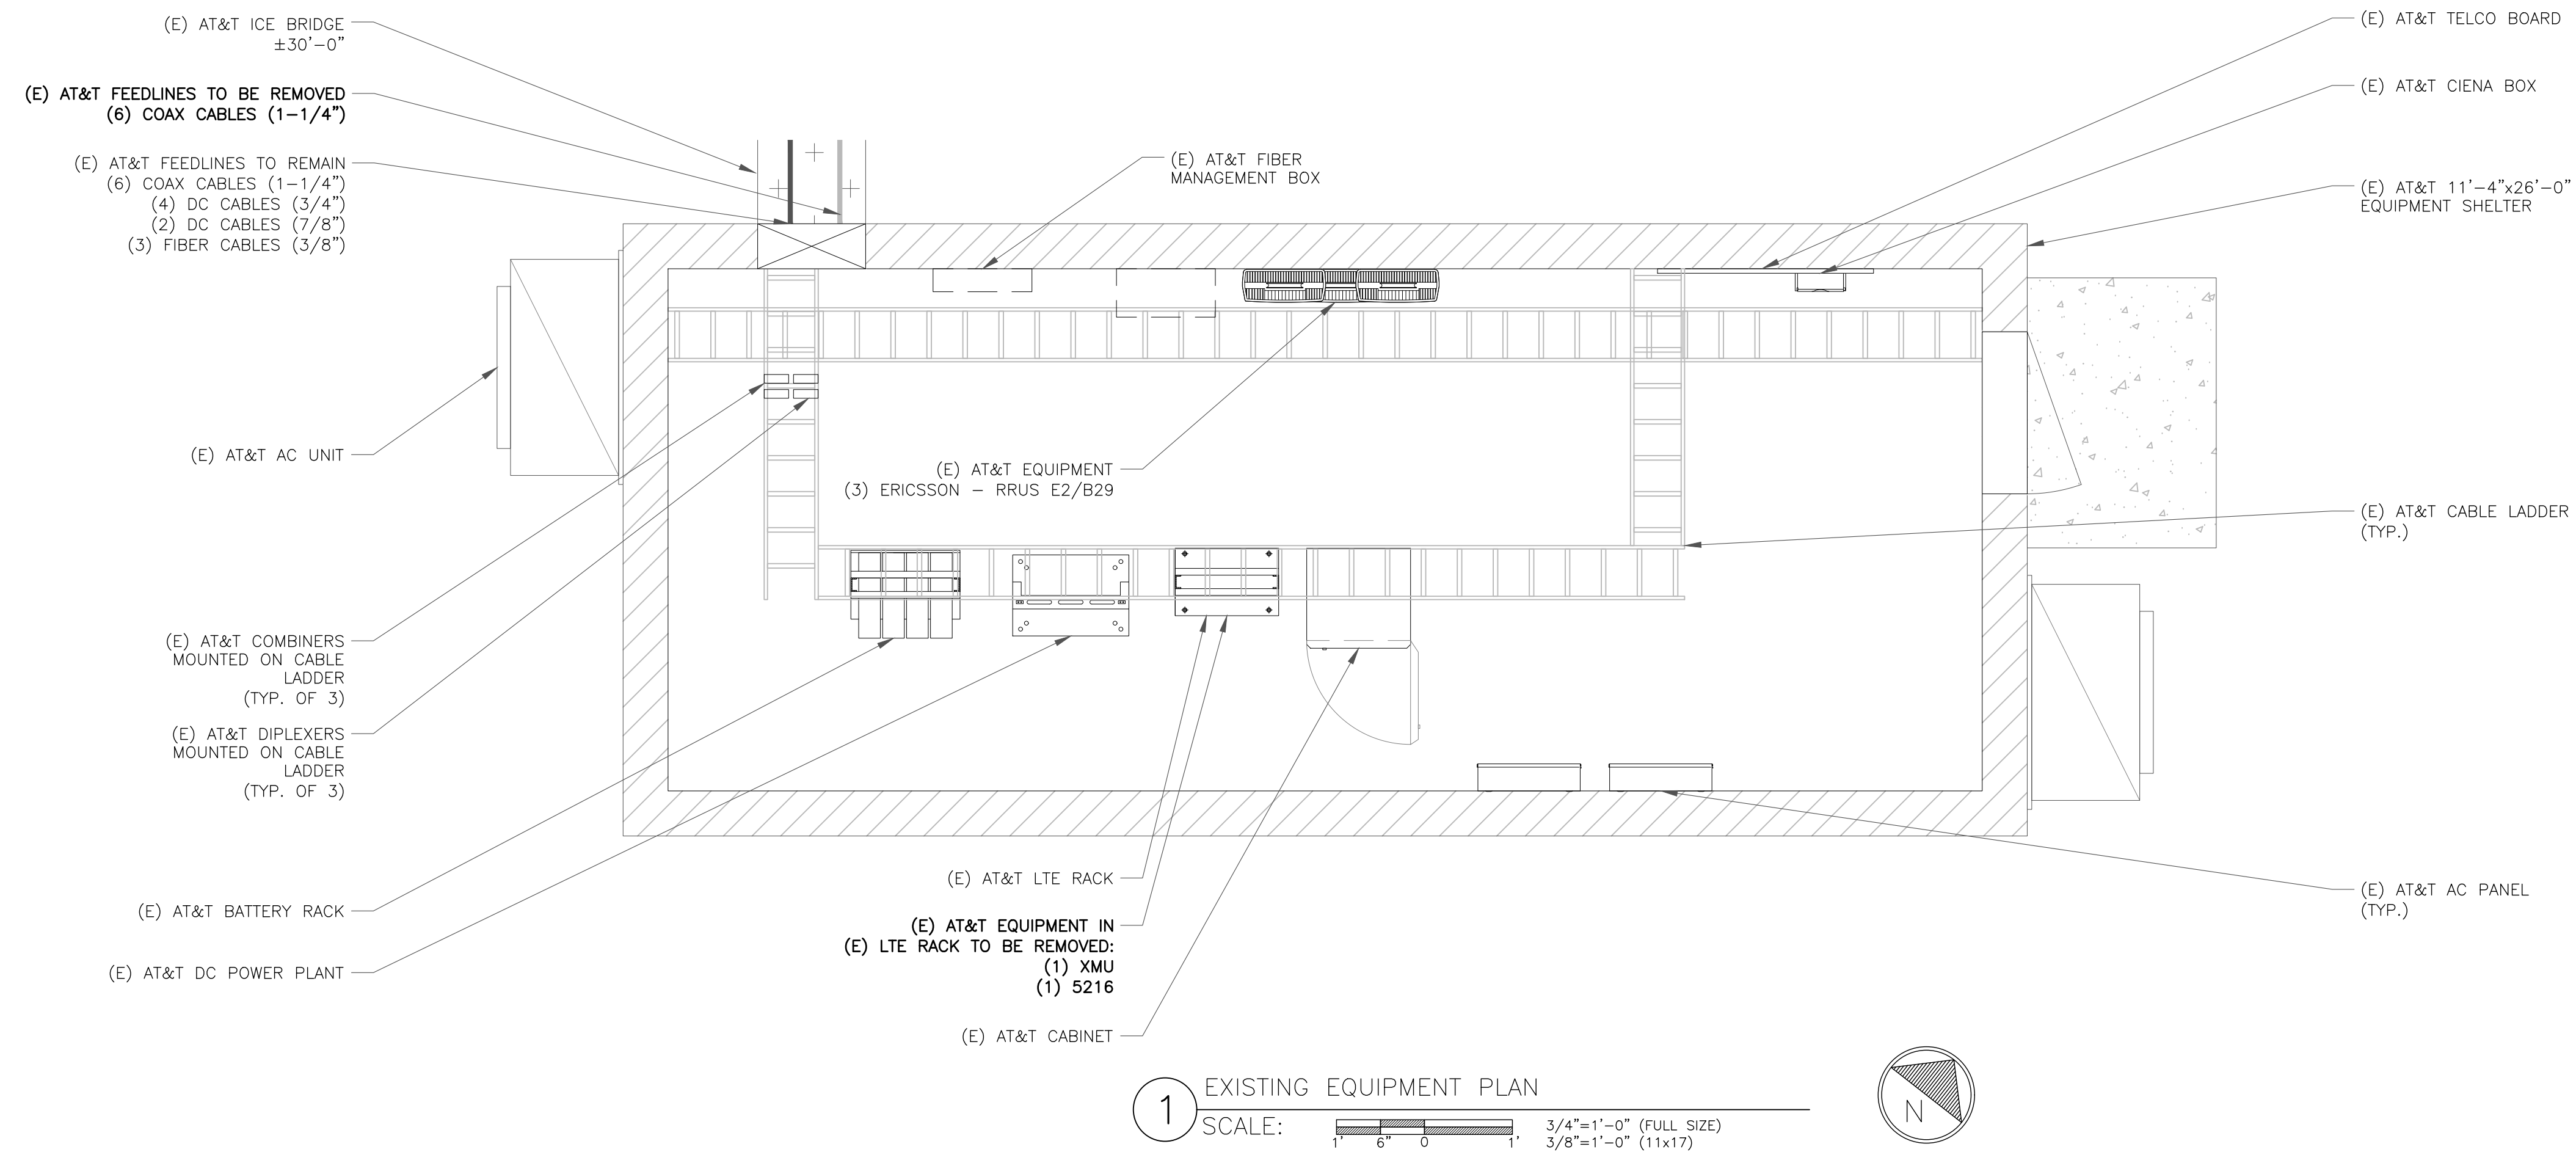 (E) AT&T ICE BRIDGE
±30'-0"
(E) AT&T FEEDLINES TO BE REMOVED
(6) COAX CABLES (1-1/4")
(E) AT&T FEEDLINES TO REMAIN
(6) COAX CABLES (1-1/4")
(4) DC CABLES (3/4")
(2) DC CABLES (7/8")
(3) FIBER CABLES (3/8")
(E) AT&T AC UNIT
(E) AT&T COMBINERS
MOUNTED ON CABLE
LADDER
(TYP. OF 3)
(E) AT&T DIPLEXERS
MOUNTED ON CABLE
LADDER
(TYP. OF 3)
(E) AT&T BATTERY RACK
(E) AT&T DC POWER PLANT
(E) AT&T FIBER
MANAGEMENT BOX
(E) AT&T EQUIPMENT
(3) ERICSSON - RRUS E2/B29
(E) AT&T LTE RACK
(E) AT&T EQUIPMENT IN
(E) LTE RACK TO BE REMOVED:
(1) XMU
(1) 5216
(E) AT&T CABINET
(E) AT&T TELCO BOARD
(E) AT&T CIENA BOX
(E) AT&T 11'-4"x26'-0"
EQUIPMENT SHELTER
(E) AT&T CABLE LADDER
(TYP.)
(E) AT&T AC PANEL
(TYP.)
1
EXISTING EQUIPMENT PLAN
SCALE:
1' 6" 0 1'
3/4"=1'-0" (FULL SIZE)
3/8"=1'-0" (11x17)
N